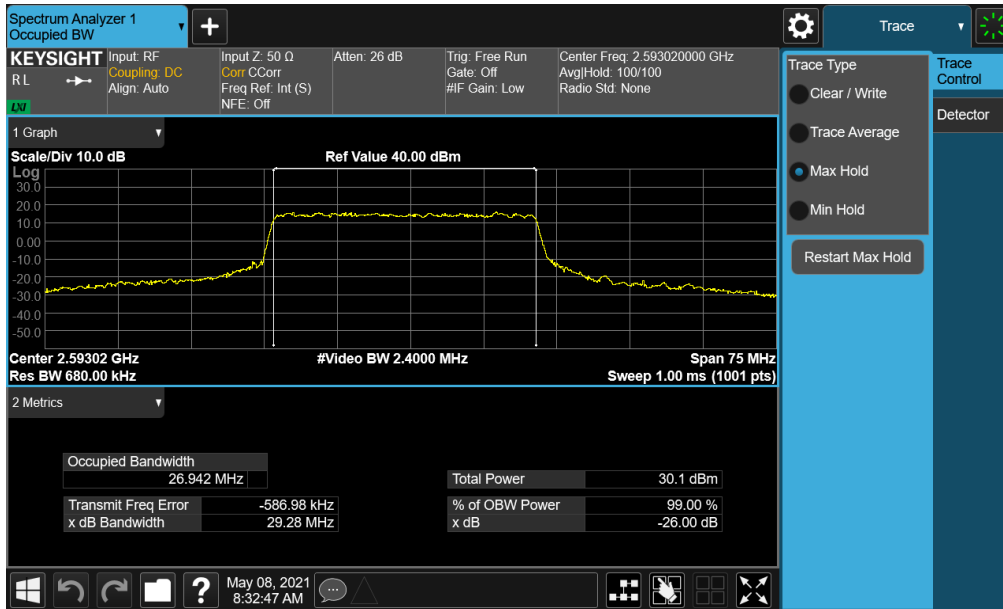 Spectrum Analyzer 1
Occupied BW
+
Trace
KEYSIGHT
R L
LXI
Input: RF
Coupling: DC
Align: Auto
Input Z: 50 Ω
Corr CCorr
Freq Ref: Int (S)
NFE: Off
Atten: 26 dB
Trig: Free Run
Gate: Off
#IF Gain: Low
Center Freq: 2.593020000 GHz
Avg|Hold: 100/100
Radio Std: None
Trace Type
Clear / Write
Trace Average
Max Hold
Min Hold
Restart Max Hold
Trace
Control
Detector
1 Graph
Scale/Div 10.0 dB
Ref Value 40.00 dBm
Log
30.0
20.0
10.0
0.00
-10.0
-20.0
-30.0
-40.0
-50.0
Center 2.59302 GHz
#Video BW 2.4000 MHz
Span 75 MHz
Res BW 680.00 kHz
Sweep 1.00 ms (1001 pts)
2 Metrics
Occupied Bandwidth
26.942 MHz
Total Power 30.1 dBm
Transmit Freq Error -586.98 kHz
% of OBW Power 99.00 %
x dB Bandwidth 29.28 MHz
x dB -26.00 dB
?
May 08, 2021
8:32:47 AM